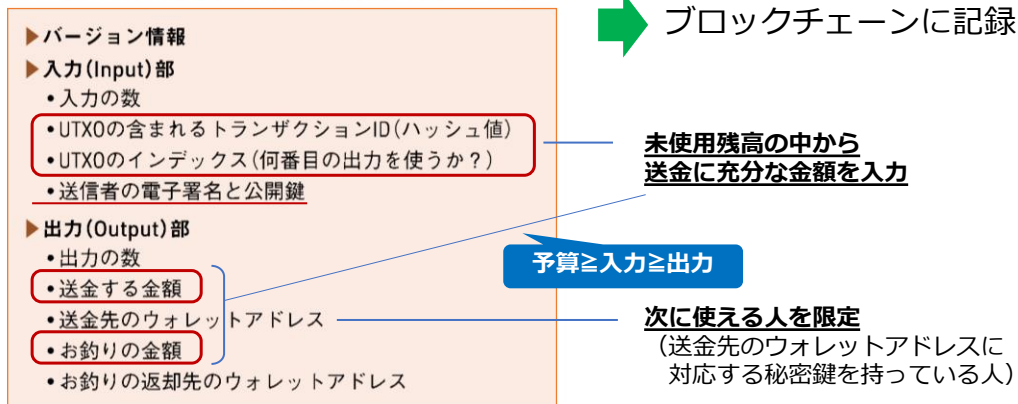 ブロックチェーンに記録
▶バージョン情報
▶入力(Input)部
•入力の数
•UTXOの含まれるトランザクションID(ハッシュ値)
•UTXOのインデックス(何番目の出力を使うか?)
•送信者の電子署名と公開鍵
未使用残高の中から
送金に充分な金額を入力
▶出力(Output)部
•出力の数
•送金する金額
•送金先のウォレットアドレス
•お釣りの金額
•お釣りの返却先のウォレットアドレス
予算≧入力≧出力
次に使える人を限定
(送金先のウォレットアドレスに
対応する秘密鍵を持っている人)